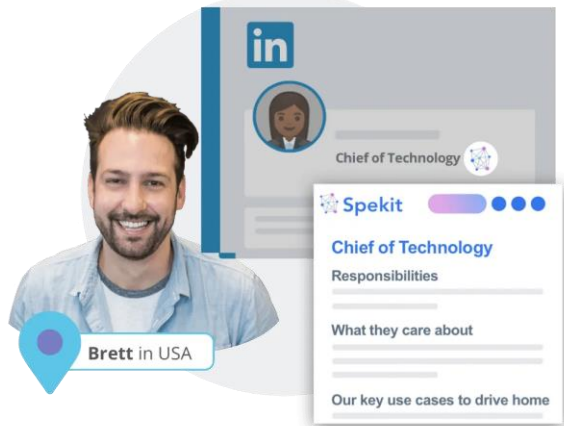 in
Chief of Technology
Spekit
Chief of Technology
Responsibilities
What they care about
Our key use cases to drive home
Brett in USA